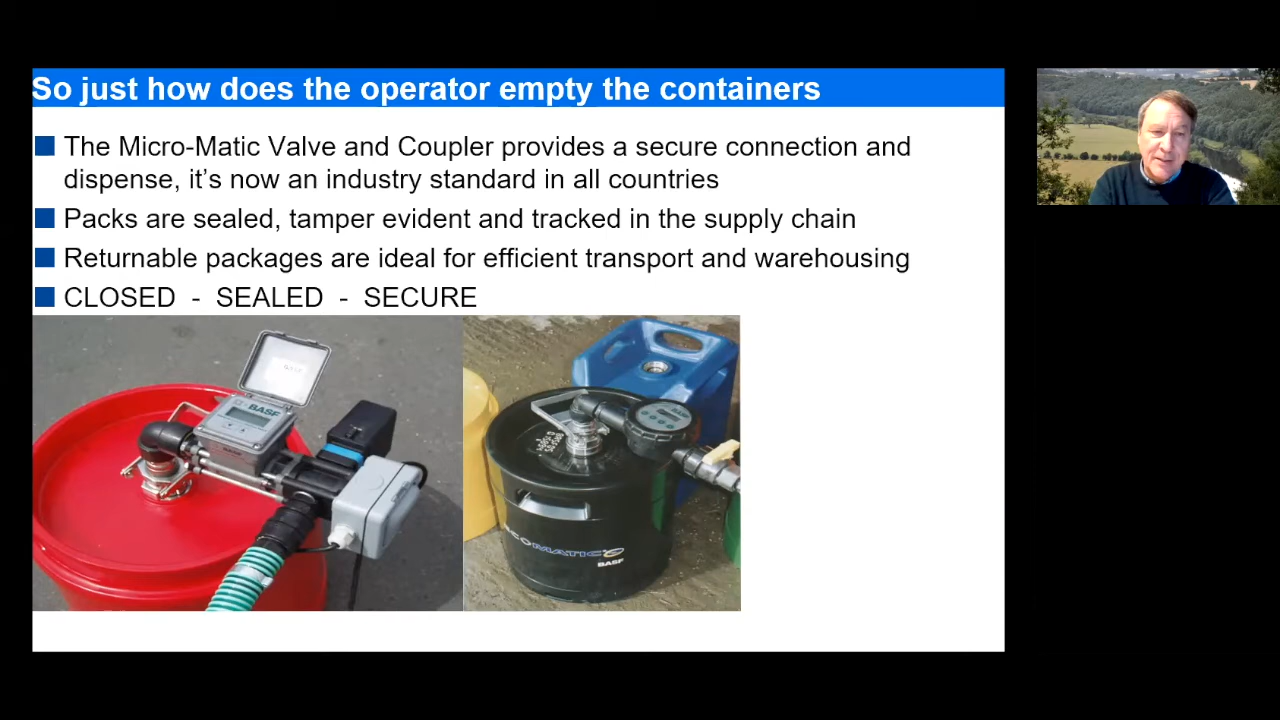 So just how does the operator empty the containers
The Micro-Matic Valve and Coupler provides a secure connection and
dispense, it's now an industry standard in all countries
Packs are sealed, tamper evident and tracked in the supply chain
Returnable packages are ideal for efficient transport and warehousing
CLOSED - SEALED - SECURE
BASF
BASF